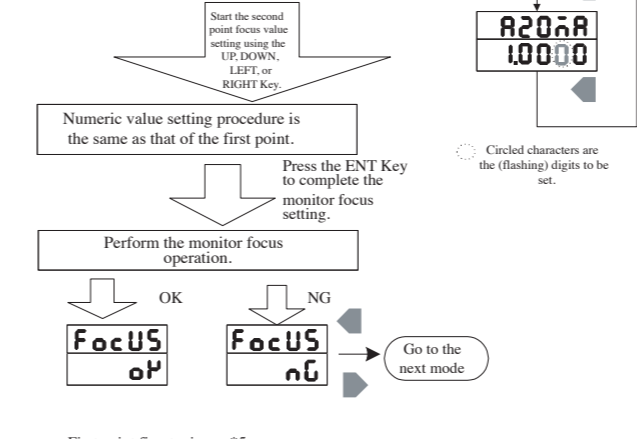 Start the second
point focus value
setting using the
UP, DOWN,
LEFT, or
RIGHT Key.
A20mA
1.0000
Numeric value setting procedure is
the same as that of the first point.
Circled characters are
the (flashing) digits to be
set.
Press the ENT Key
to complete the
monitor focus
setting.
Perform the monitor focus
operation.
OK
NG
FocUS
oK
FocUS
nG
Go to the
next mode